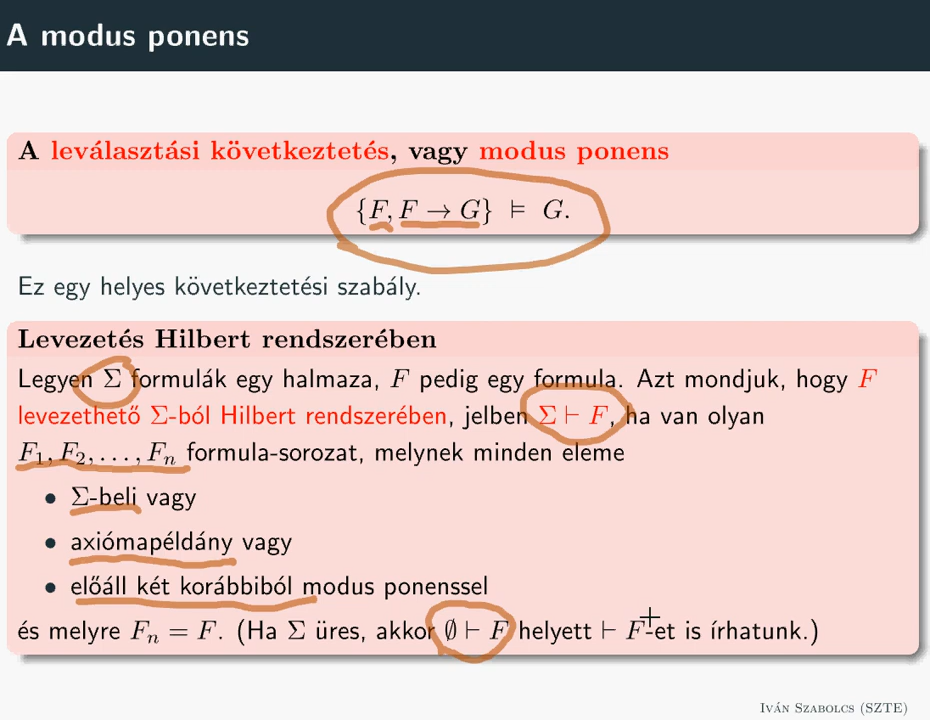 A modus ponens
A leválasztási következtetés, vagy modus ponens
{F, F → G} ⊨ G.
Ez egy helyes következtetési szabály.
Levezetés Hilbert rendszerében
Legyen Σ formulák egy halmaza, F pedig egy formula. Azt mondjuk, hogy F
levezethető Σ-ból Hilbert rendszerében, jelben Σ ⊢ F, ha van olyan
F₁, F₂, . . . , Fₙ formula-sorozat, melynek minden eleme
• Σ-beli vagy
• axiómapéldány vagy
• előáll két korábbiból modus ponenssel
és melyre Fₙ = F. (Ha Σ üres, akkor ∅ ⊢ F helyett ⊢ F-et is írhatunk.)
Iván Szabolcs (SZTE)